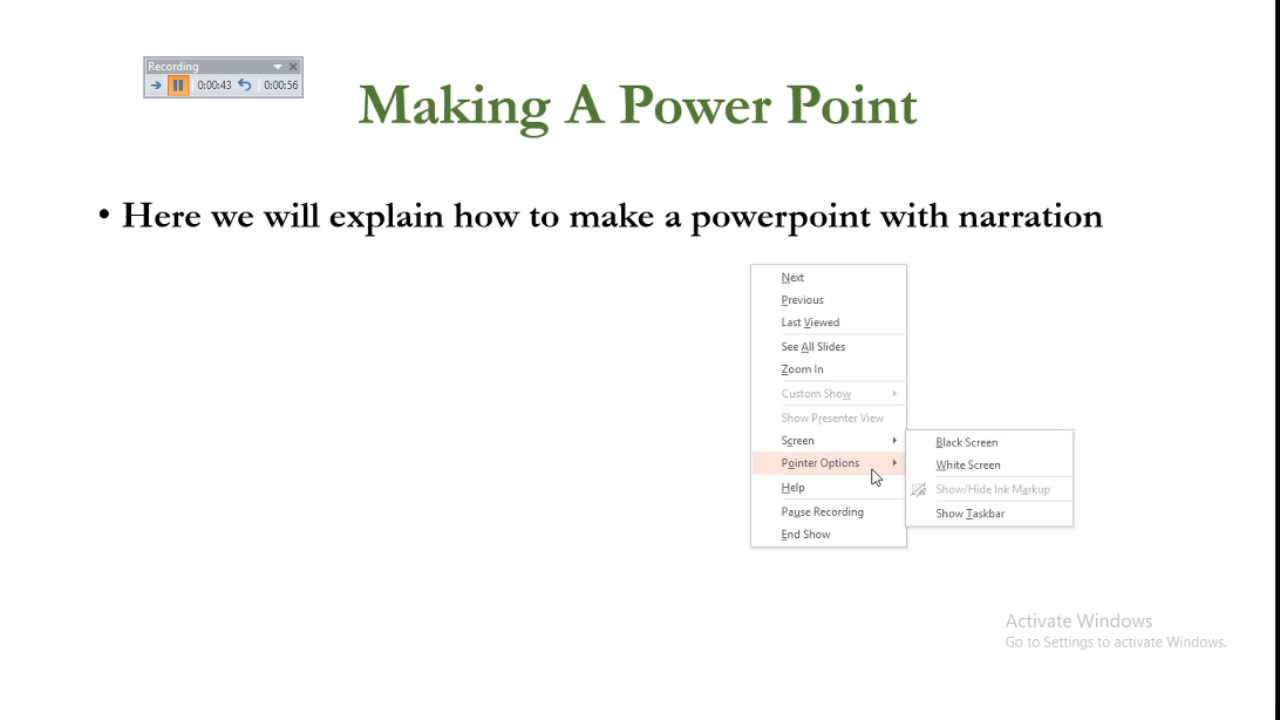 Recording
0:00:43 0:00:56
Making A Power Point
• Here we will explain how to make a powerpoint with narration
Next
Previous
Last Viewed
See All Slides
Zoom In
Custom Show
Show Presenter View
Screen
Pointer Options
Help
Pause Recording
End Show
Black Screen
White Screen
Show/Hide Ink Markup
Show Taskbar
Activate Windows
Go to Settings to activate Windows.